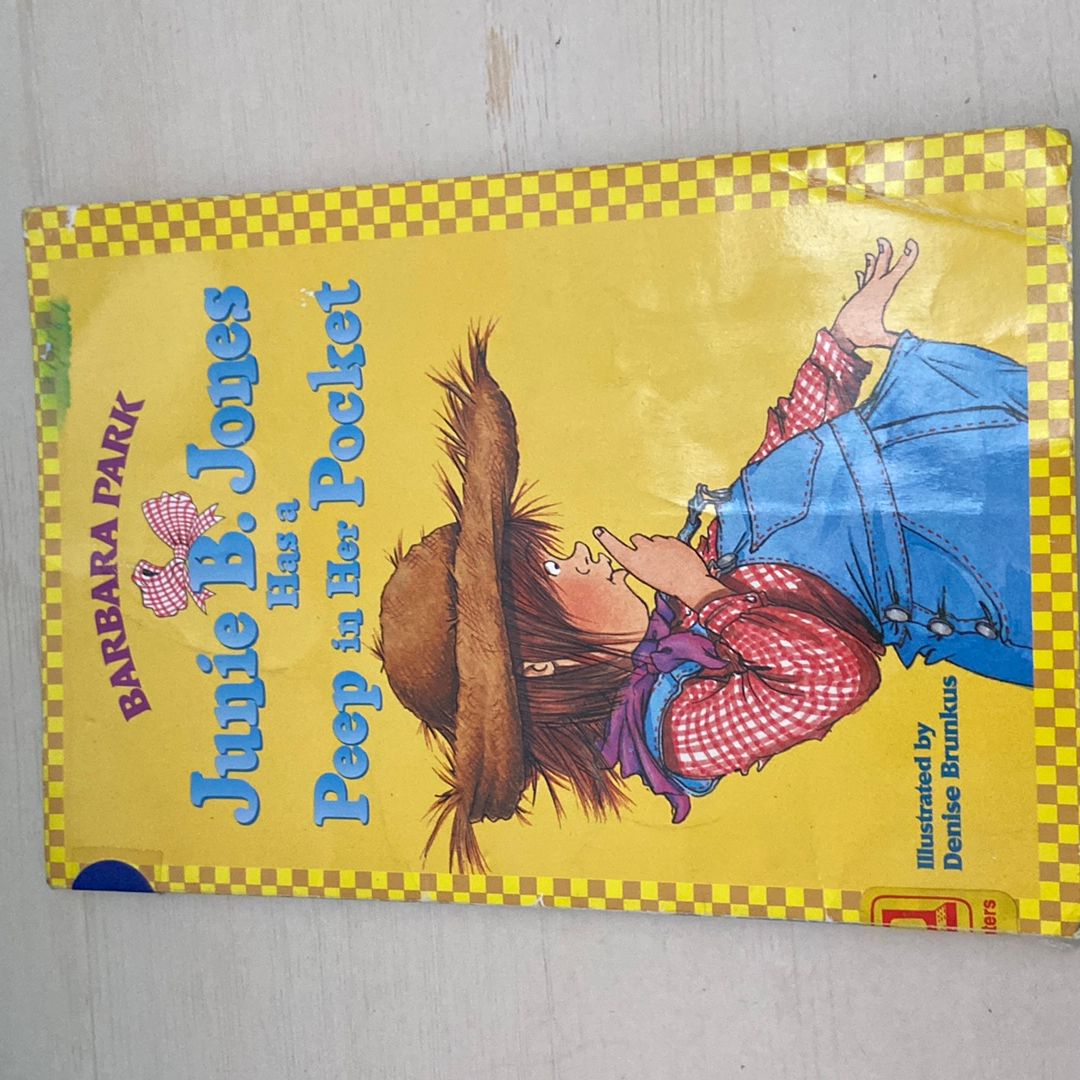 BARBARA PARK
Junie B. Jones
Has a
Peep in Her Pocket
Illustrated by
Denise Brunkus